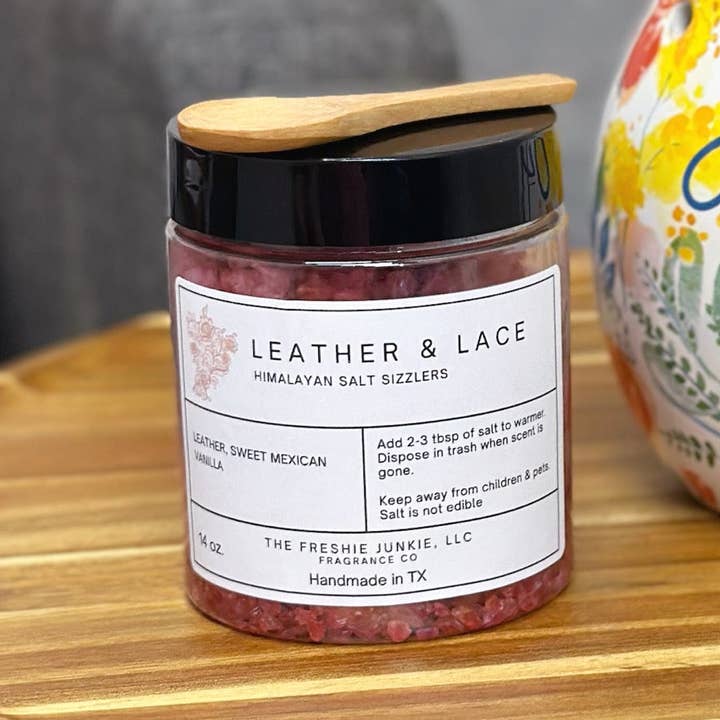 LEATHER & LACE
HIMALAYAN SALT SIZZLERS
LEATHER, SWEET MEXICAN
VANILLA
Add 2-3 tbsp of salt to warmer.
Dispose in trash when scent is
gone.
Keep away from children & pets.
Salt is not edible
14 oz.
THE FRESHIE JUNKIE, LLC
FRAGRANCE CO
Handmade in TX